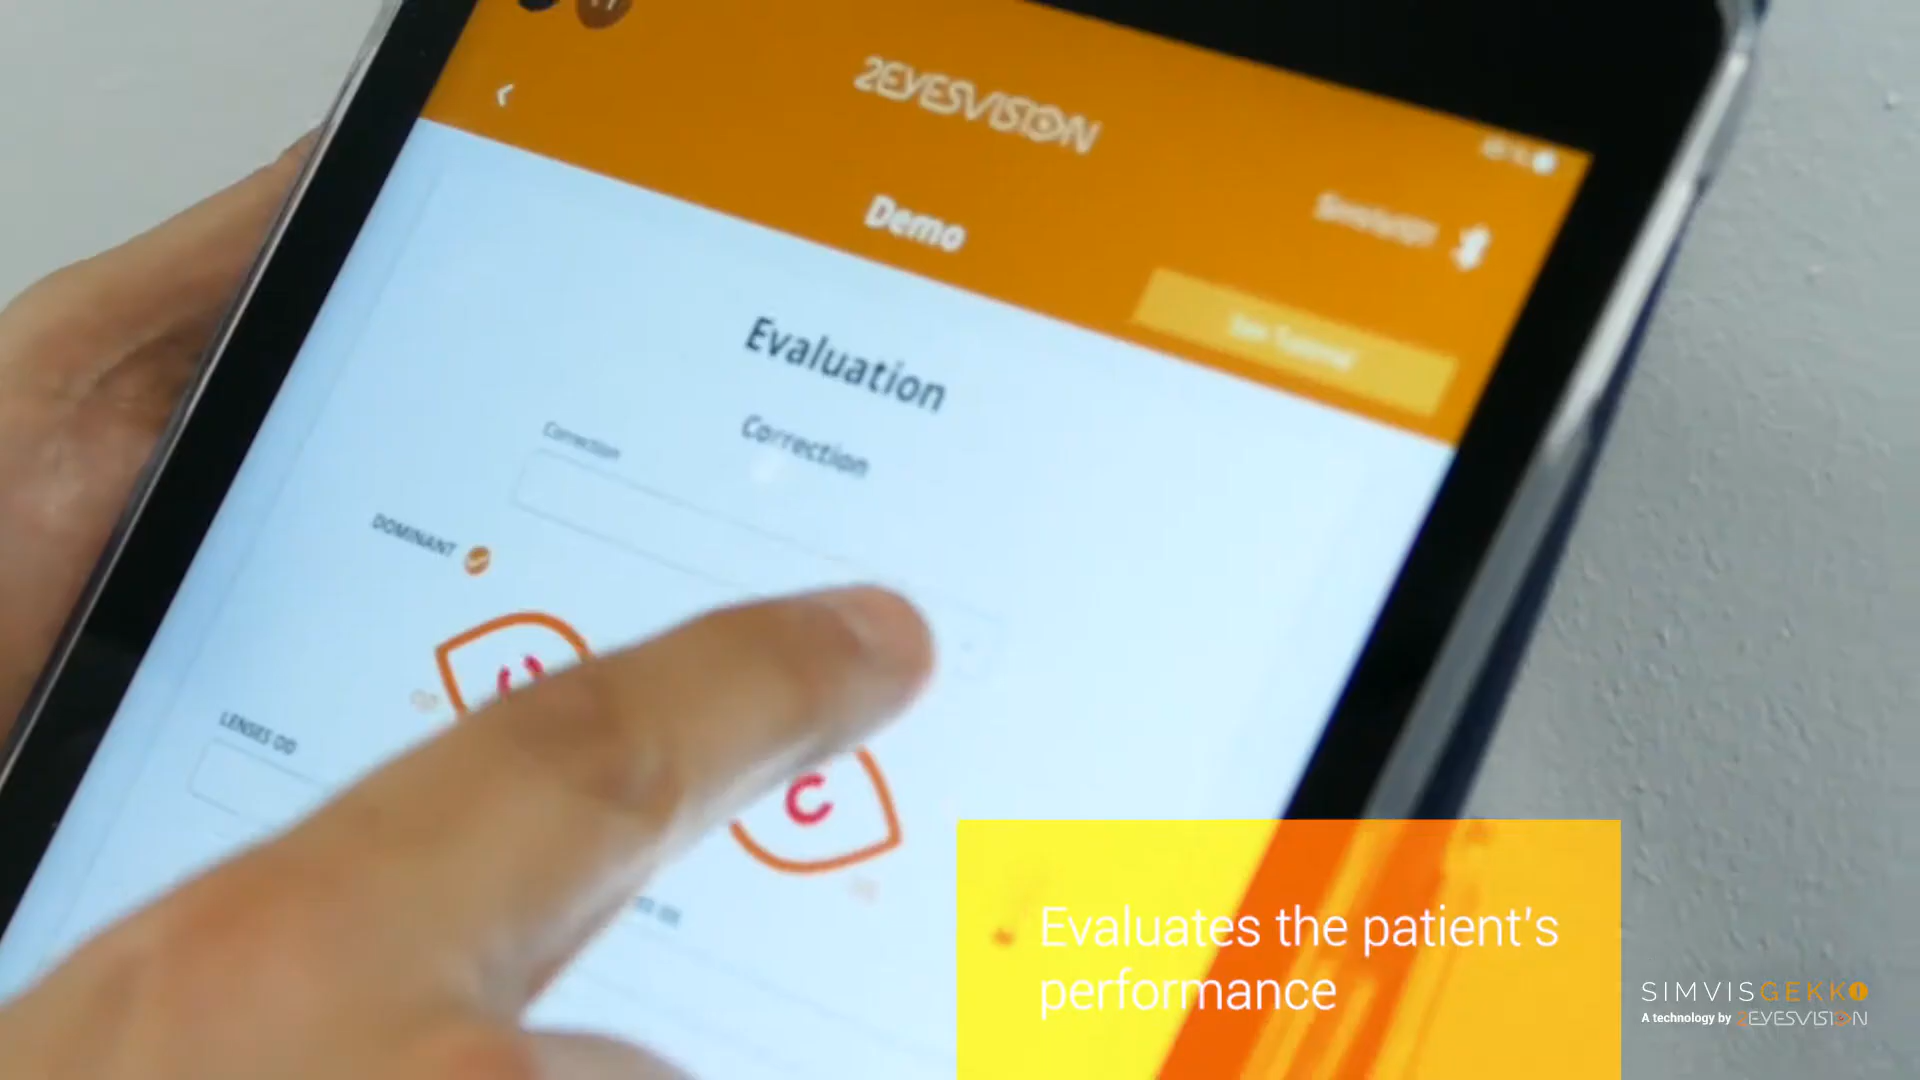 2EYESVISION
Demo
Evaluation
Correction
Correction
DOMINANT
LENSES OD
C
Evaluates the patient's
performance
SIMVISGEKKO
A technology by 2EYESVISION